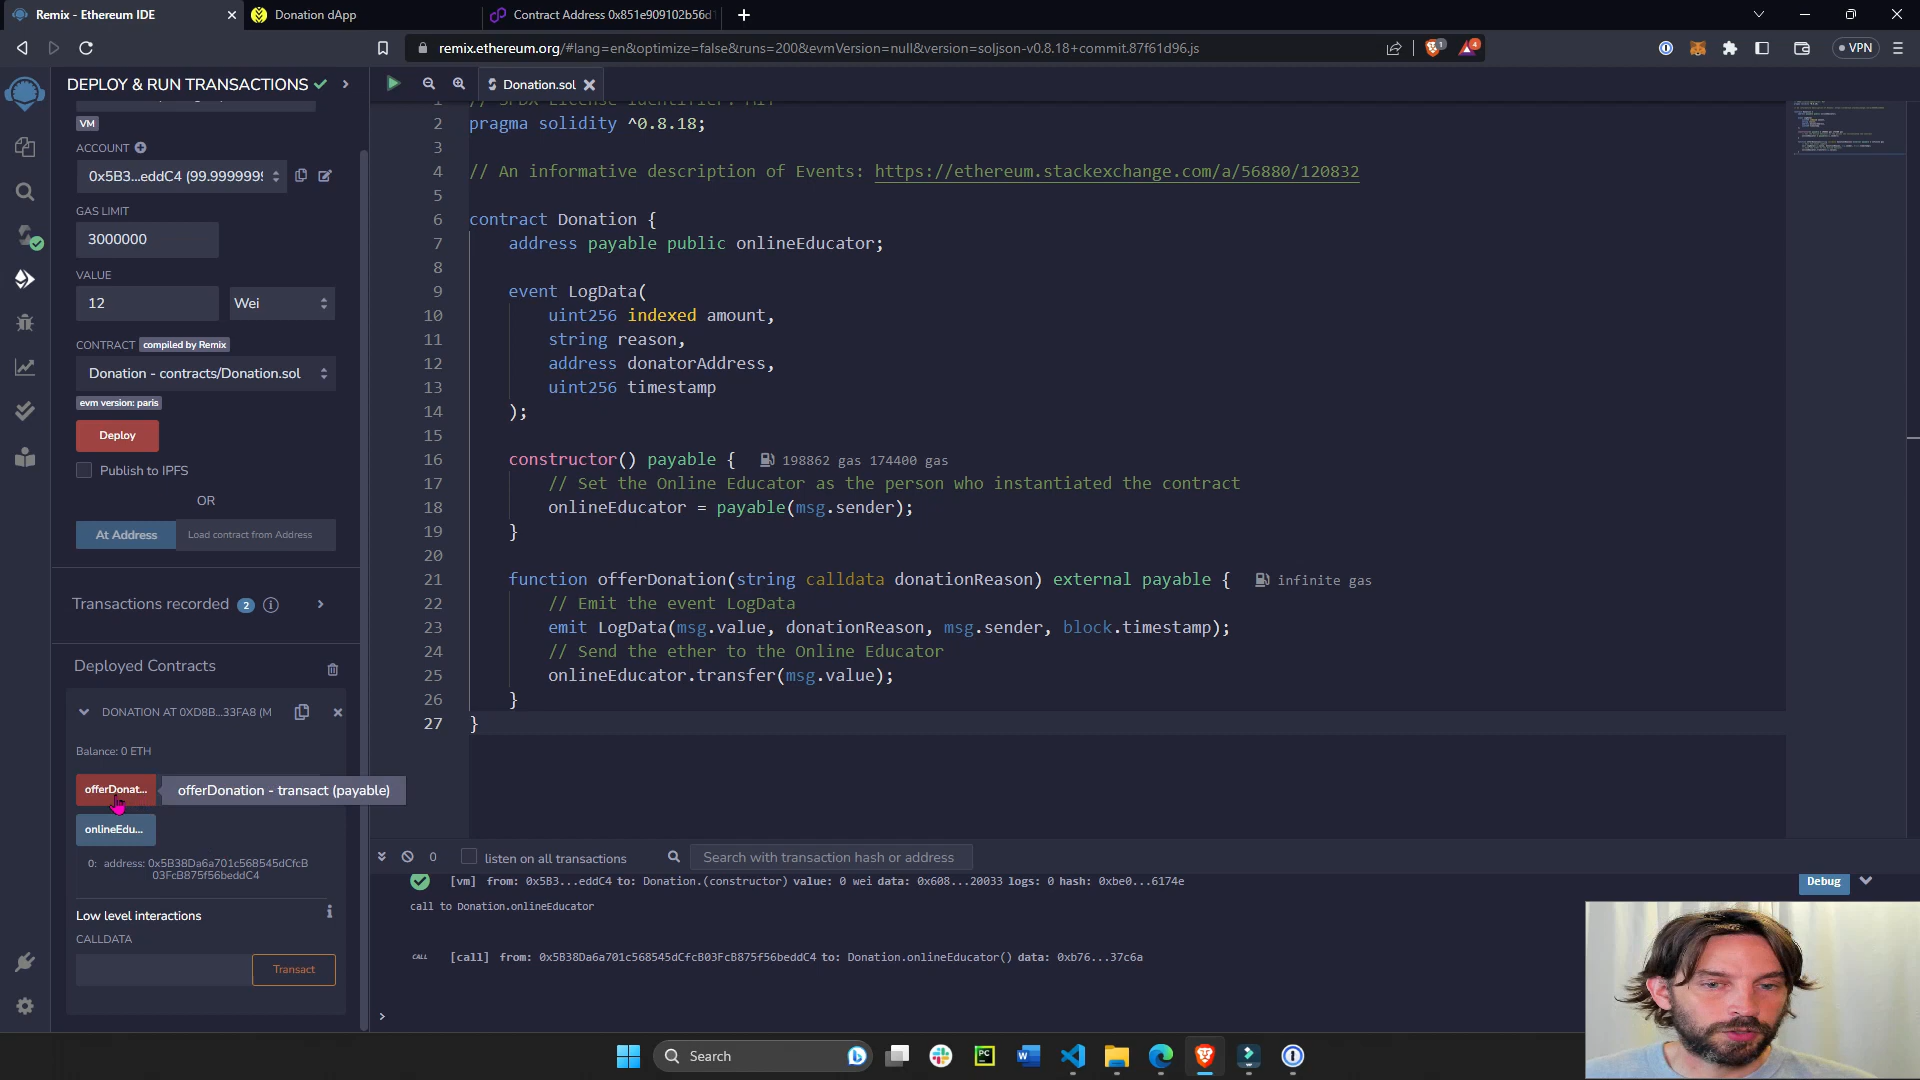 Remix - Ethereum IDE
Donation dApp
Contract Address 0x851e909102b56d1
remix.ethereum.org/#lang=en&optimize=false&runs=200&evmVersion=null&version=soljson-v0.8.18+commit.87f61d96.js
1
4
VPN
DEPLOY & RUN TRANSACTIONS
VM
ACCOUNT
0x5B3...eddC4 (99.9999999
GAS LIMIT
3000000
VALUE
12
Wei
CONTRACT
compiled by Remix
Donation - contracts/Donation.sol
evm version: paris
Deploy
Publish to IPFS
OR
At Address
Load contract from Address
Transactions recorded
2
Deployed Contracts
DONATION AT 0XD8B...33FA8 (M
Balance: 0 ETH
offerDonat...
offerDonation - transact (payable)
onlineEdu...
0: address: 0x5B38Da6a701c568545dCfcB
03FcB875f56beddC4
Low level interactions
CALLDATA
Transact
Donation.sol
1 // SPDX-License-Identifier: MIT
2 pragma solidity ^0.8.18;
3
4 // An informative description of Events: https://ethereum.stackexchange.com/a/56880/120832
5
6 contract Donation {
7 address payable public onlineEducator;
8
9 event LogData(
10 uint256 indexed amount,
11 string reason,
12 address donatorAddress,
13 uint256 timestamp
14 );
15
16 constructor() payable { 198862 gas 174400 gas
17 // Set the Online Educator as the person who instantiated the contract
18 onlineEducator = payable(msg.sender);
19 }
20
21 function offerDonation(string calldata donationReason) external payable { infinite gas
22 // Emit the event LogData
23 emit LogData(msg.value, donationReason, msg.sender, block.timestamp);
24 // Send the ether to the Online Educator
25 onlineEducator.transfer(msg.value);
26 }
27 }
0
listen on all transactions
Search with transaction hash or address
[vm] from: 0x5B3...eddC4 to: Donation.(constructor) value: 0 wei data: 0x608...20033 logs: 0 hash: 0xbe0...6174e
Debug
call to Donation.onlineEducator
CALL [call] from: 0x5B38Da6a701c568545dCfcB03FcB875f56beddC4 to: Donation.onlineEducator() data: 0xb76...37c6a
>
Search